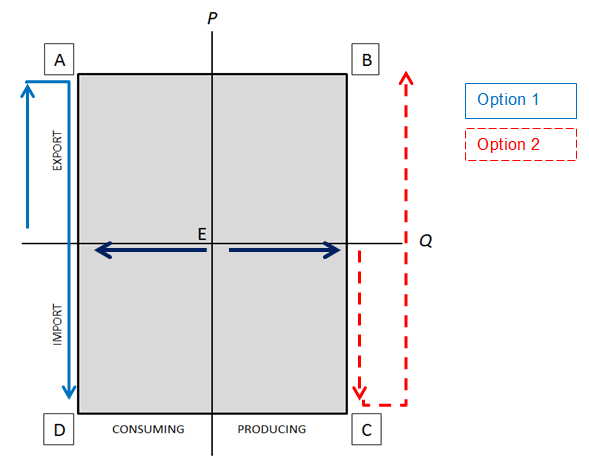 P
A
B
Option 1
EXPORT
Option 2
E
Q
IMPORT
D
CONSUMING
PRODUCING
C